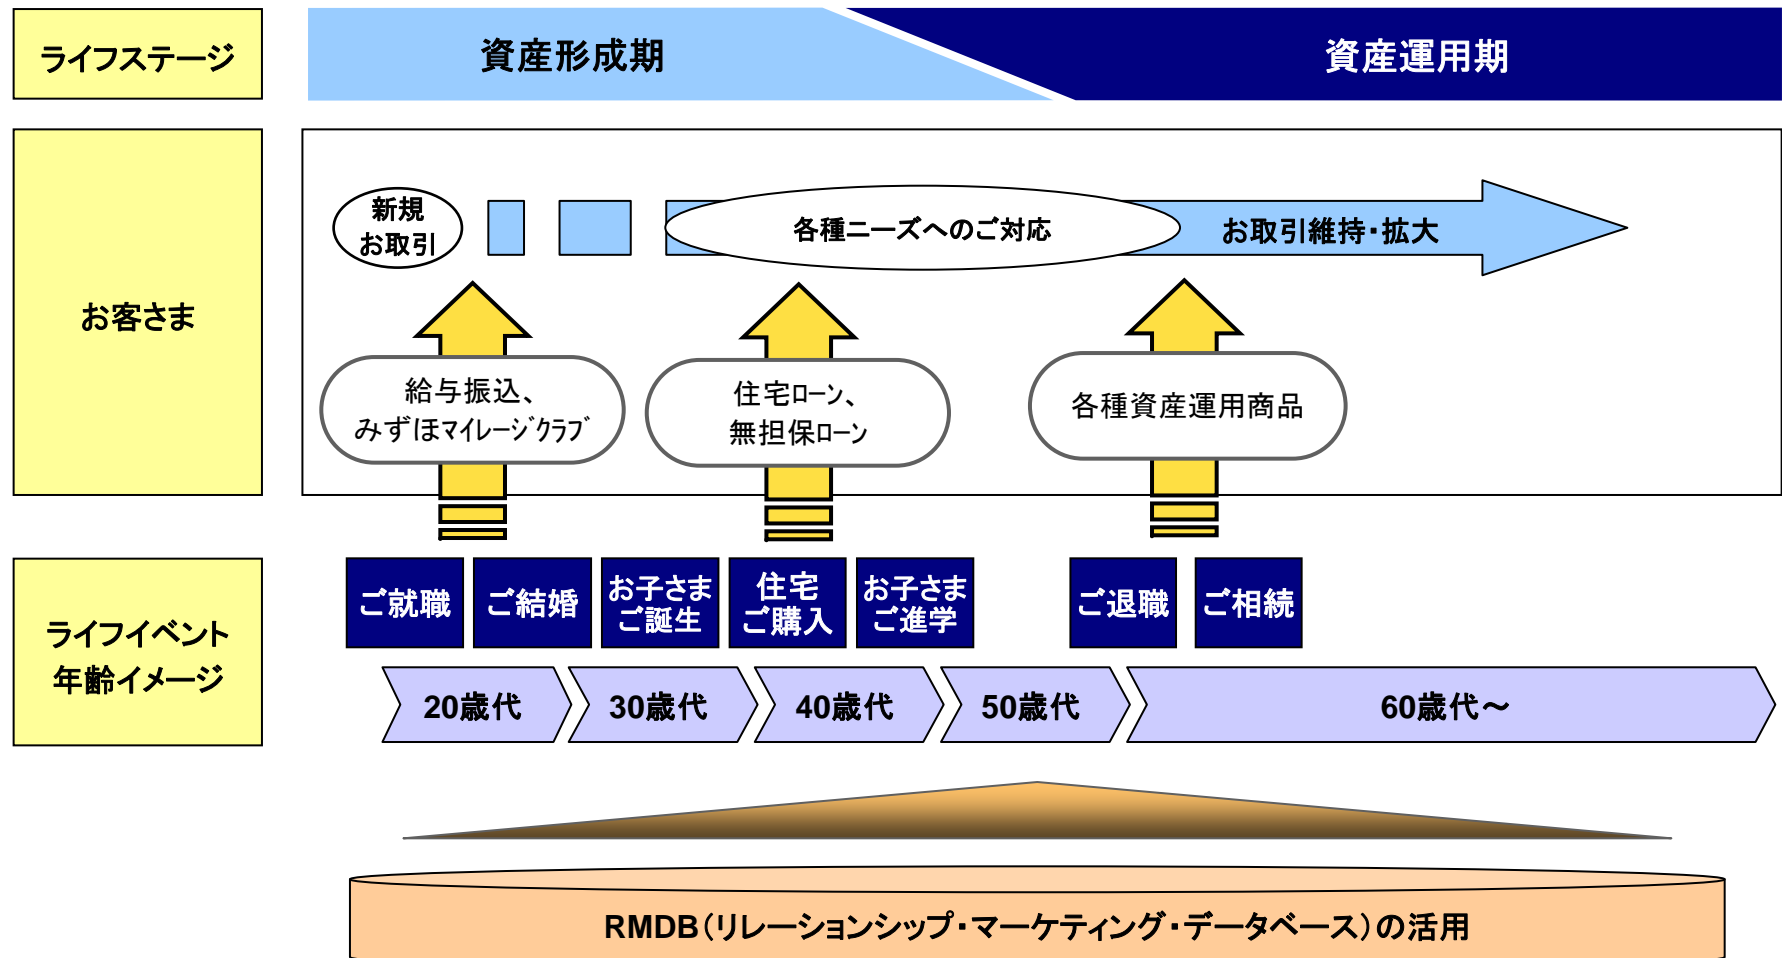 ライフステージ
資産形成期
資産運用期
お客さま
新規
お取引
各種ニーズへのご対応
お取引維持・拡大
給与振込、
みずほﾏｲﾚｰｼﾞｸﾗﾌﾞ
住宅ﾛｰﾝ、
無担保ﾛｰﾝ
各種資産運用商品
ライフイベント
年齢イメージ
ご就職
ご結婚
お子さま
ご誕生
住宅
ご購入
お子さま
ご進学
ご退職
ご相続
20歳代
30歳代
40歳代
50歳代
60歳代～
RMDB（リレーションシップ・マーケティング・データベース）の活用